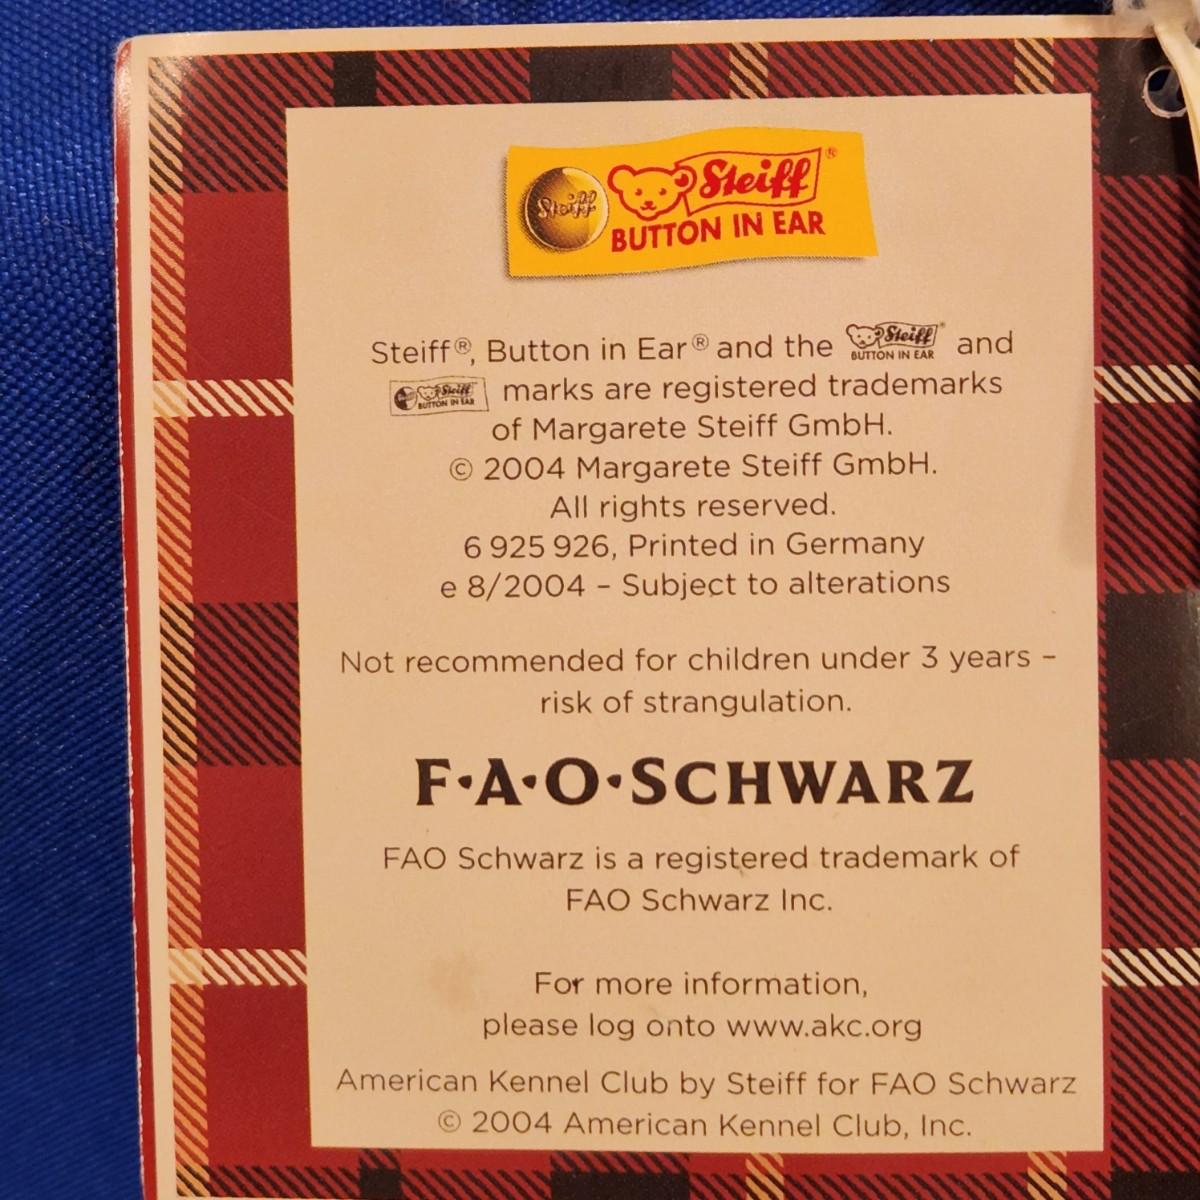 Steiff
Steiff®
BUTTON IN EAR
Steiff®, Button in Ear® and the Steiff® BUTTON IN EAR and
Steiff BUTTON IN EAR marks are registered trademarks
of Margarete Steiff GmbH.
© 2004 Margarete Steiff GmbH.
All rights reserved.
6 925 926, Printed in Germany
e 8/2004 – Subject to alterations
Not recommended for children under 3 years –
risk of strangulation.
F·A·O·SCHWARZ
FAO Schwarz is a registered trademark of
FAO Schwarz Inc.
For more information,
please log onto www.akc.org
American Kennel Club by Steiff for FAO Schwarz
© 2004 American Kennel Club, Inc.